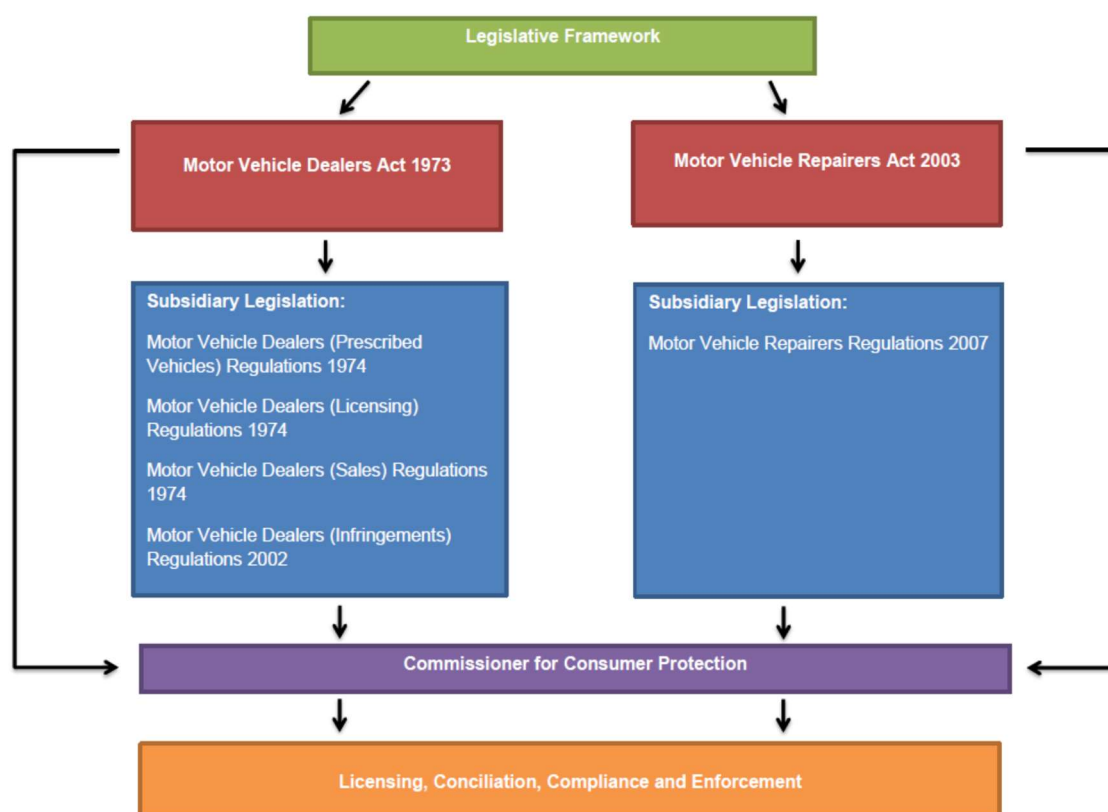 Legislative Framework
Motor Vehicle Dealers Act 1973
Motor Vehicle Repairers Act 2003
Subsidiary Legislation:
Motor Vehicle Dealers (Prescribed
Vehicles) Regulations 1974
Motor Vehicle Dealers (Licensing)
Regulations 1974
Motor Vehicle Dealers (Sales) Regulations
1974
Motor Vehicle Dealers (Infringements)
Regulations 2002
Subsidiary Legislation:
Motor Vehicle Repairers Regulations 2007
Commissioner for Consumer Protection
Licensing, Conciliation, Compliance and Enforcement